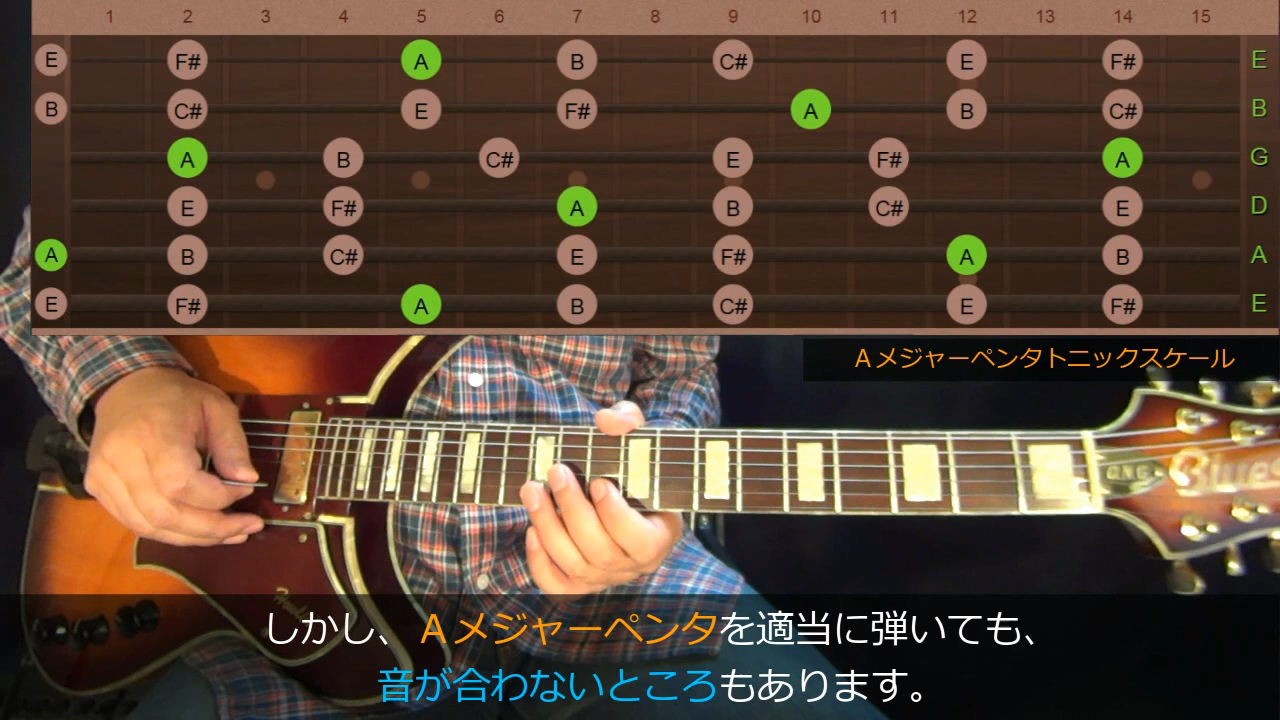 1 2 3 4 5 6 7 8 9 10 11 12 13 14 15
E F# A B C# E F# E
B C# E F# A B C# B
A B C# E F# A G
E F# A B C# E D
A B C# E F# A B A
E F# A B C# E F# E
Aメジャーペンタトニックスケール
しかし、Aメジャーペンタを適当に弾いても、
音が合わないところもあります。
Blues